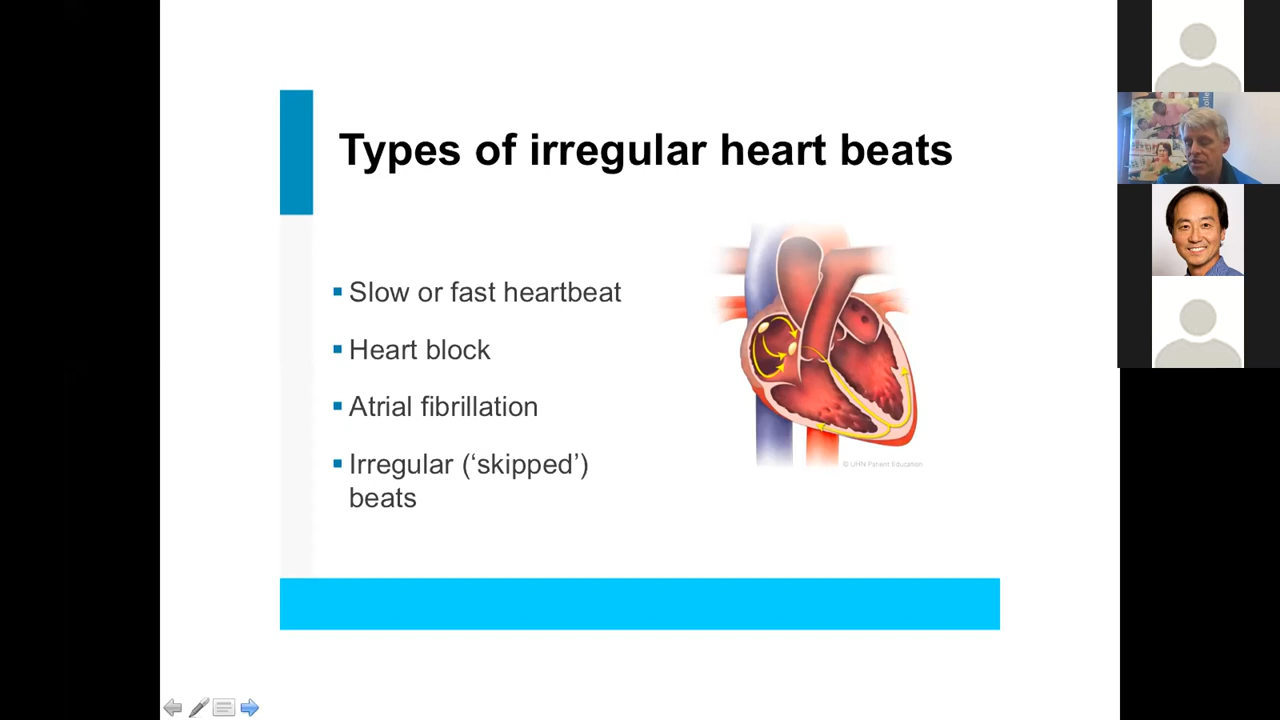 Types of irregular heart beats
Slow or fast heartbeat
Heart block
Atrial fibrillation
Irregular (‘skipped’)
beats
© UHN Patient Education